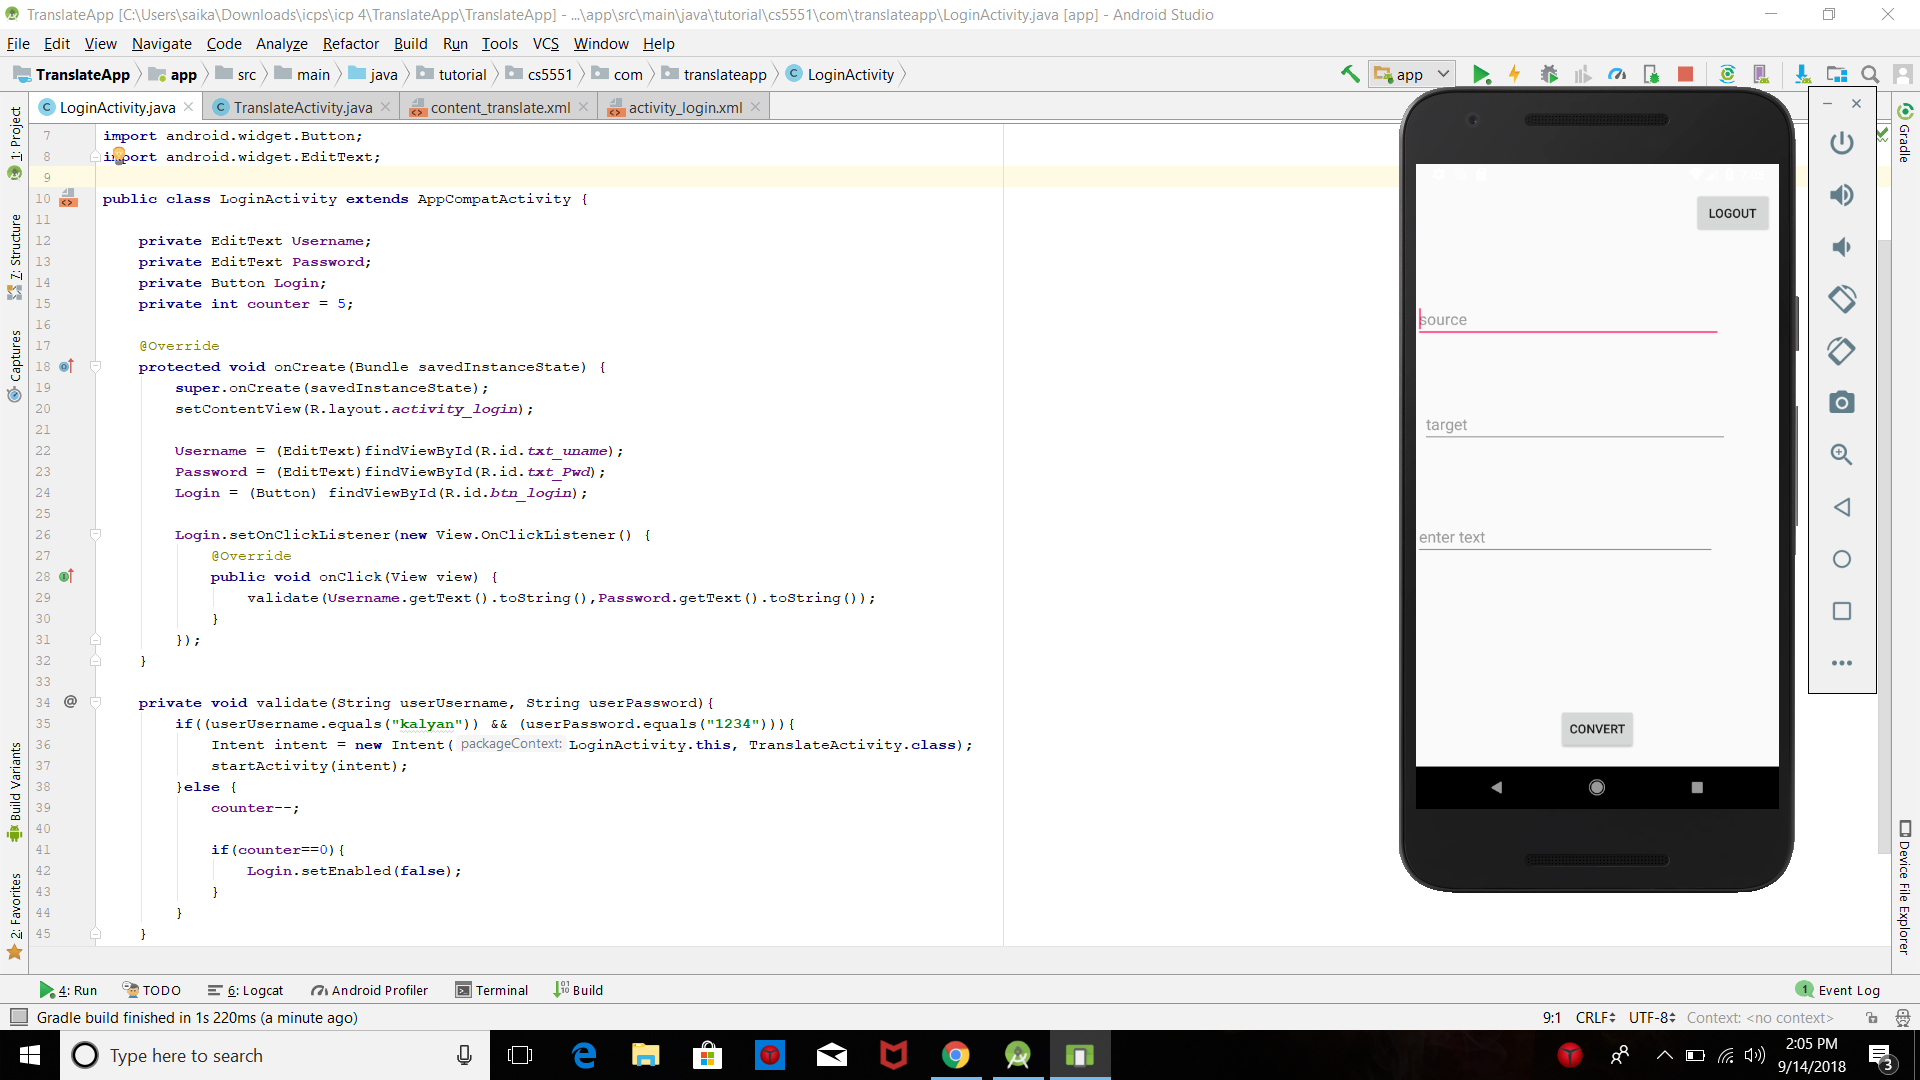 TranslateApp [C:\Users\saika\Downloads\icps\icp 4\TranslateApp\TranslateApp] - ...\app\src\main\java\tutorial\cs5551\com\translateapp\LoginActivity.java [app] - Android Studio
File Edit View Navigate Code Analyze Refactor Build Run Tools VCS Window Help
TranslateApp app src main java tutorial cs5551 com translateapp LoginActivity app
LoginActivity.java TranslateActivity.java content_translate.xml activity_login.xml
1: Project
7: Structure
Captures
Build Variants
2: Favorites
7 import android.widget.Button;
8 import android.widget.EditText;
9
10 public class LoginActivity extends AppCompatActivity {
11
12 private EditText Username;
13 private EditText Password;
14 private Button Login;
15 private int counter = 5;
16
17 @Override
18 protected void onCreate(Bundle savedInstanceState) {
19 super.onCreate(savedInstanceState);
20 setContentView(R.layout.activity_login);
21
22 Username = (EditText)findViewById(R.id.txt_uname);
23 Password = (EditText)findViewById(R.id.txt_Pwd);
24 Login = (Button) findViewById(R.id.btn_login);
25
26 Login.setOnClickListener(new View.OnClickListener() {
27 @Override
28 public void onClick(View view) {
29 validate(Username.getText().toString(),Password.getText().toString());
30 }
31 });
32 }
33
34 @ private void validate(String userUsername, String userPassword){
35 if((userUsername.equals("kalyan")) && (userPassword.equals("1234"))){
36 Intent intent = new Intent( packageContext: LoginActivity.this, TranslateActivity.class);
37 startActivity(intent);
38 }else {
39 counter--;
40
41 if(counter==0){
42 Login.setEnabled(false);
43 }
44 }
45 }
LOGOUT
source
target
enter text
CONVERT
Gradle
Device File Explorer
4: Run TODO 6: Logcat Android Profiler Terminal Build 1 Event Log
Gradle build finished in 1s 220ms (a minute ago) 9:1 CRLF UTF-8 Context: <no context>
Type here to search
2:05 PM
9/14/2018
3